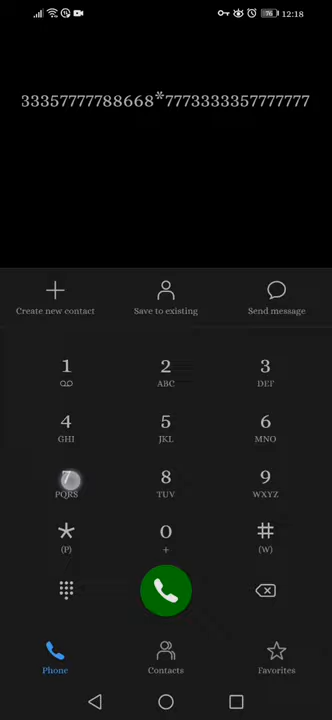 76 12:18
33357777788668*7773333357777777
Create new contact Save to existing Send message
1 2 3
ABC DEF
4 5 6
GHI JKL MNO
7 8 9
PQRS TUV WXYZ
* 0 #
(P) + (W)
Phone Contacts Favorites